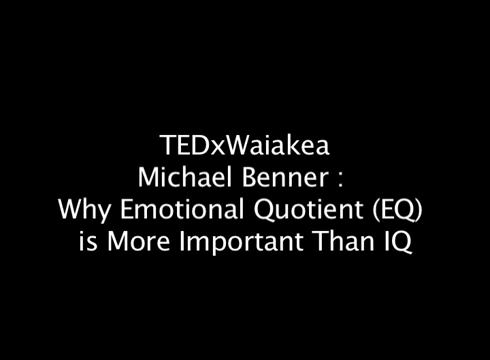 TEDxWaiakea
Michael Benner :
Why Emotional Quotient (EQ)
is More Important Than IQ